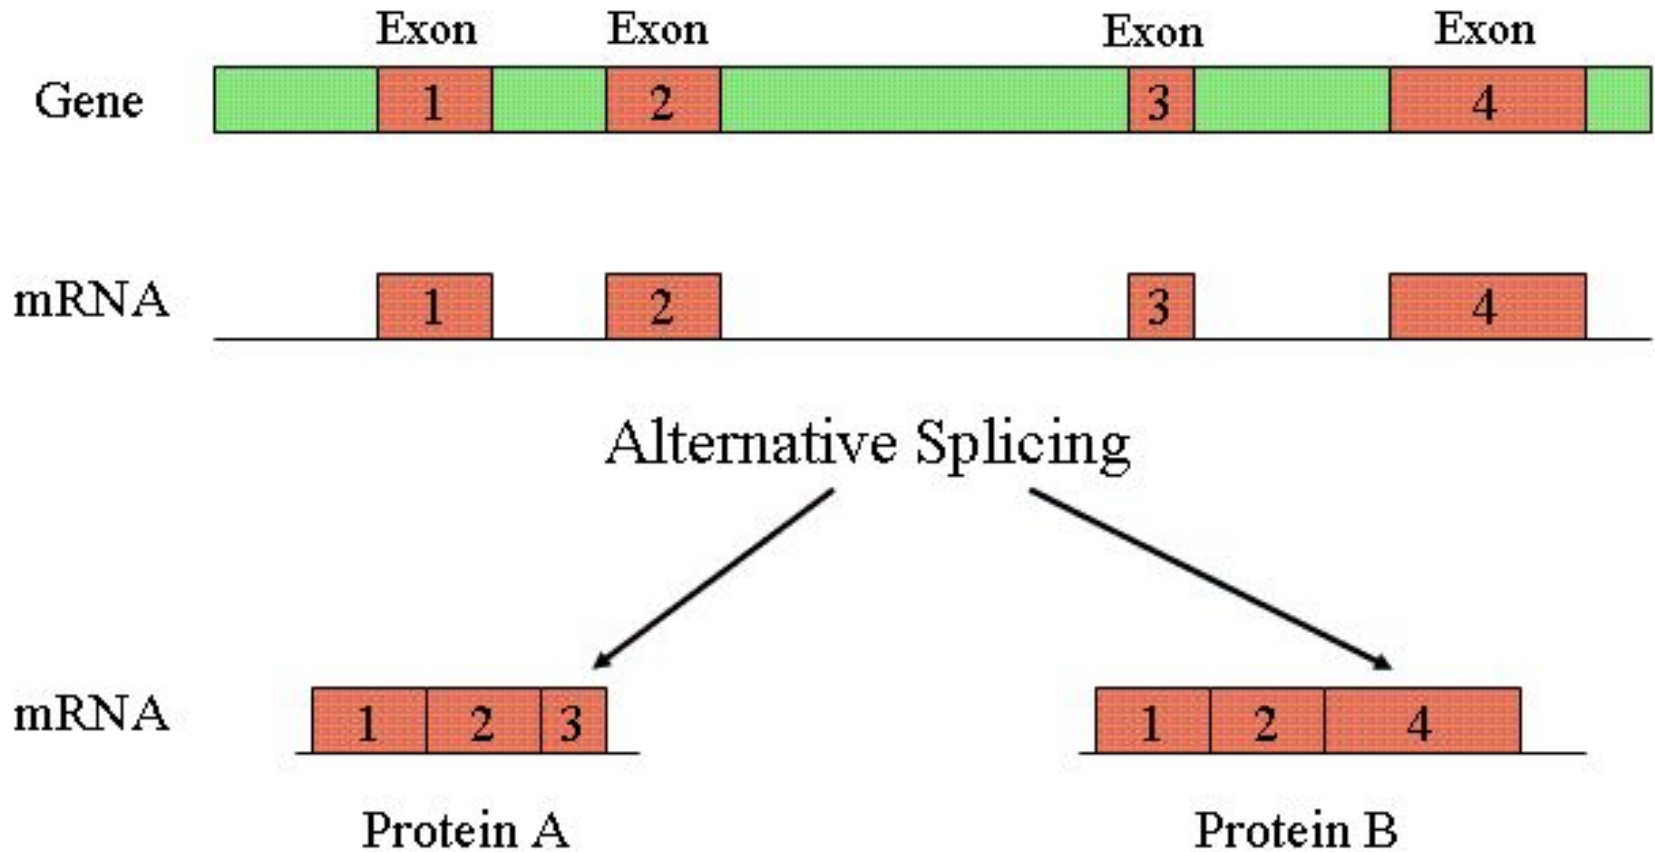 Exon Exon Exon Exon
Gene 1 2 3 4
mRNA 1 2 3 4
Alternative Splicing
mRNA 1 2 3 1 2 4
Protein A Protein B